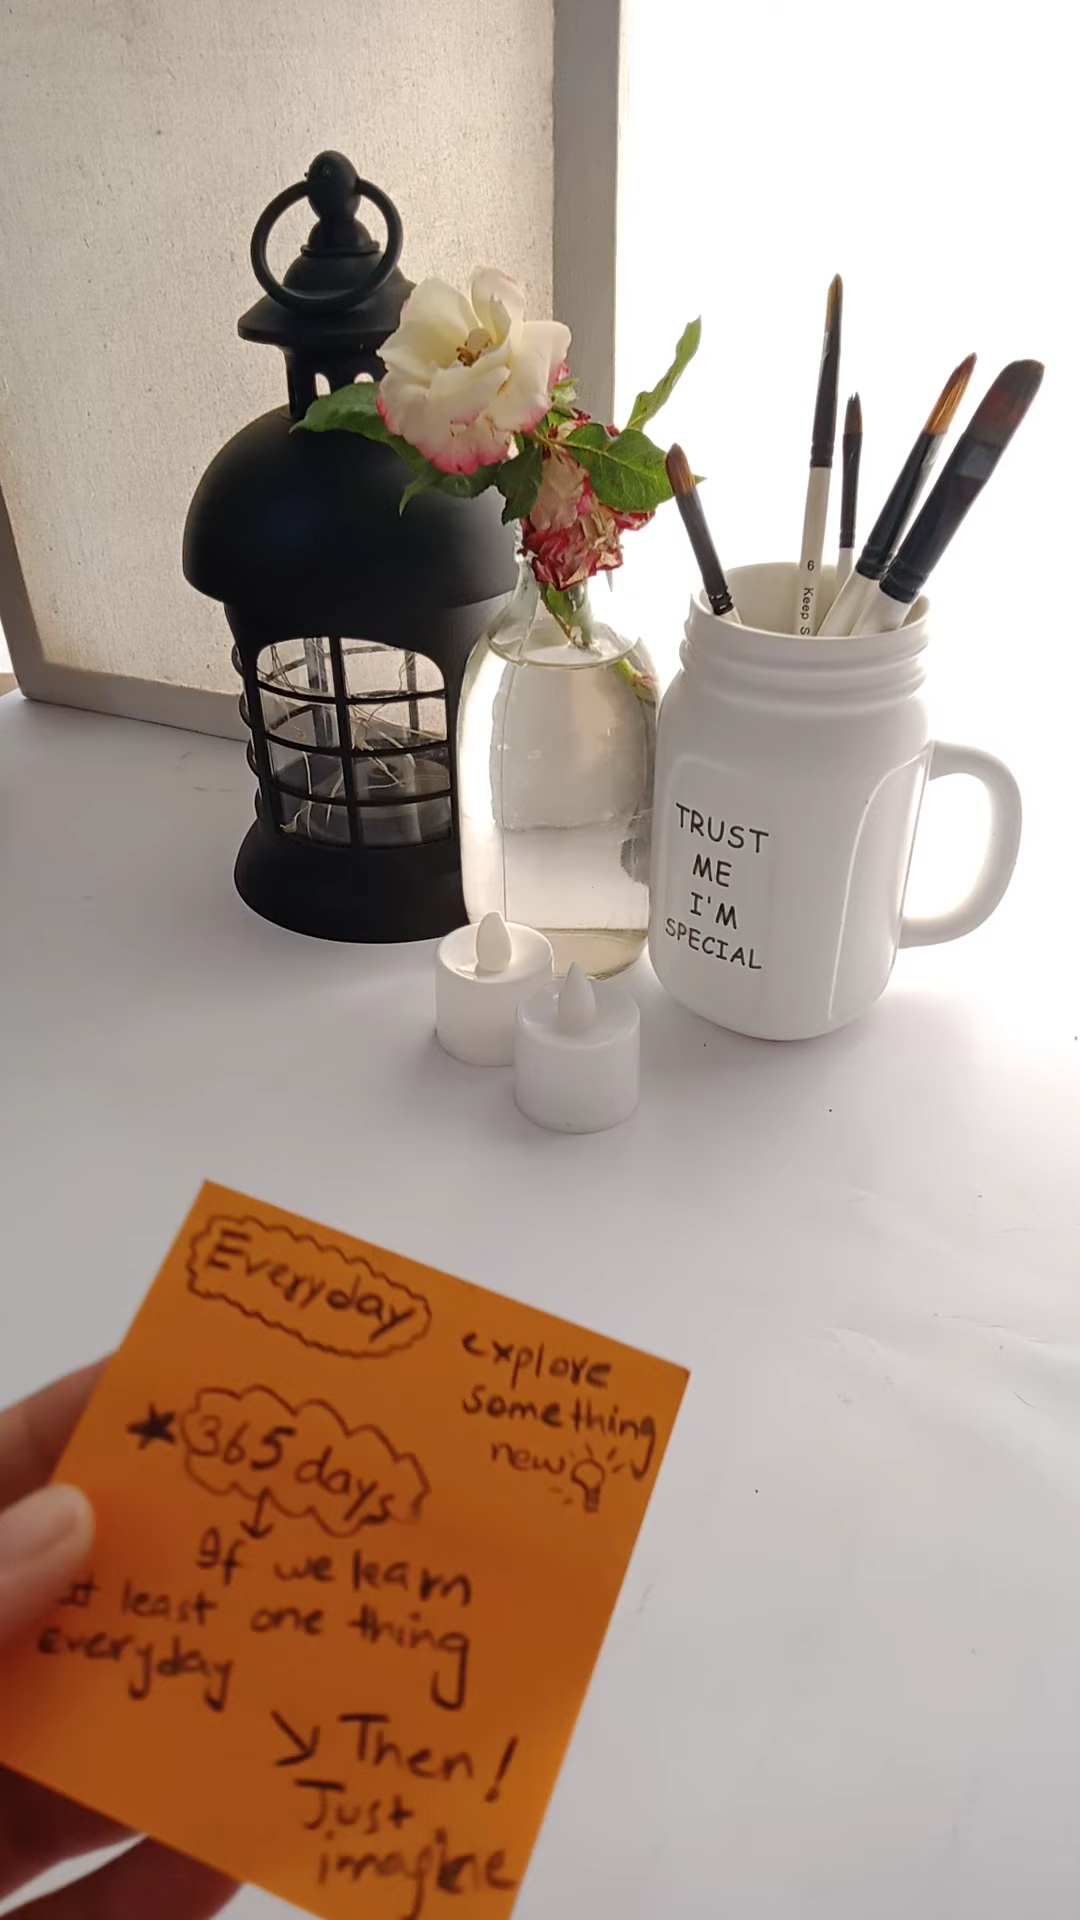 6 Keep S
TRUST
ME
I'M
SPECIAL
Everyday
explore
something
new
365 days
If we learn
at least one thing
everyday
Then!
Just
imagine